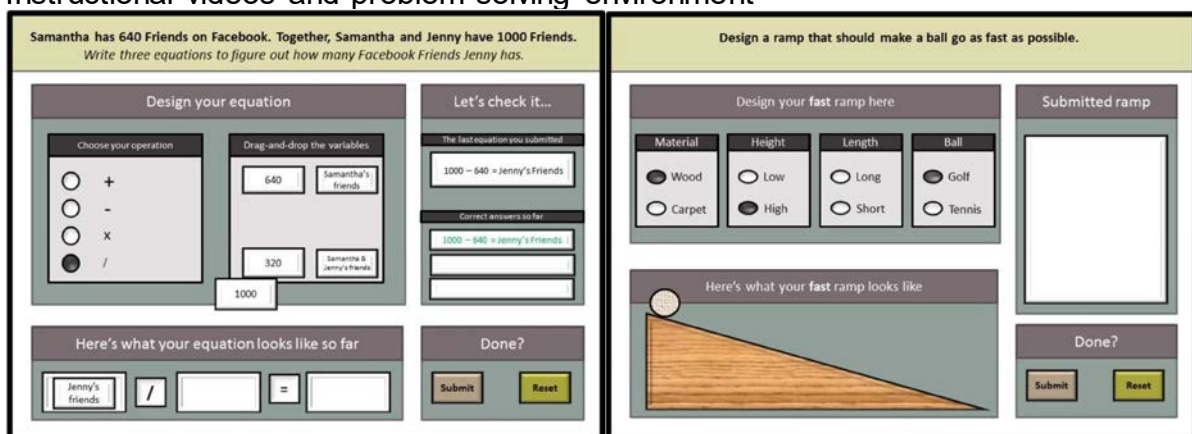 Instructional videos and problem-solving environment
Samantha has 640 Friends on Facebook. Together, Samantha and Jenny have 1000 Friends.
Write three equations to figure out how many Facebook Friends Jenny has.
Design your equation
Choose your operation
+
-
x
/
Drag-and-drop the variables
640
Samantha's
friends
320
Samantha &
Jenny's friends
1000
Let's check it...
The last equation you submitted
1000 – 640 = Jenny's Friends
Correct answers so far
1000 – 640 = Jenny's Friends
Here's what your equation looks like so far
Jenny's
friends
/
=
Done?
Submit
Reset
Design a ramp that should make a ball go as fast as possible.
Design your fast ramp here
Material
Wood
Carpet
Height
Low
High
Length
Long
Short
Ball
Golf
Tennis
Submitted ramp
Here's what your fast ramp looks like
Done?
Submit
Reset